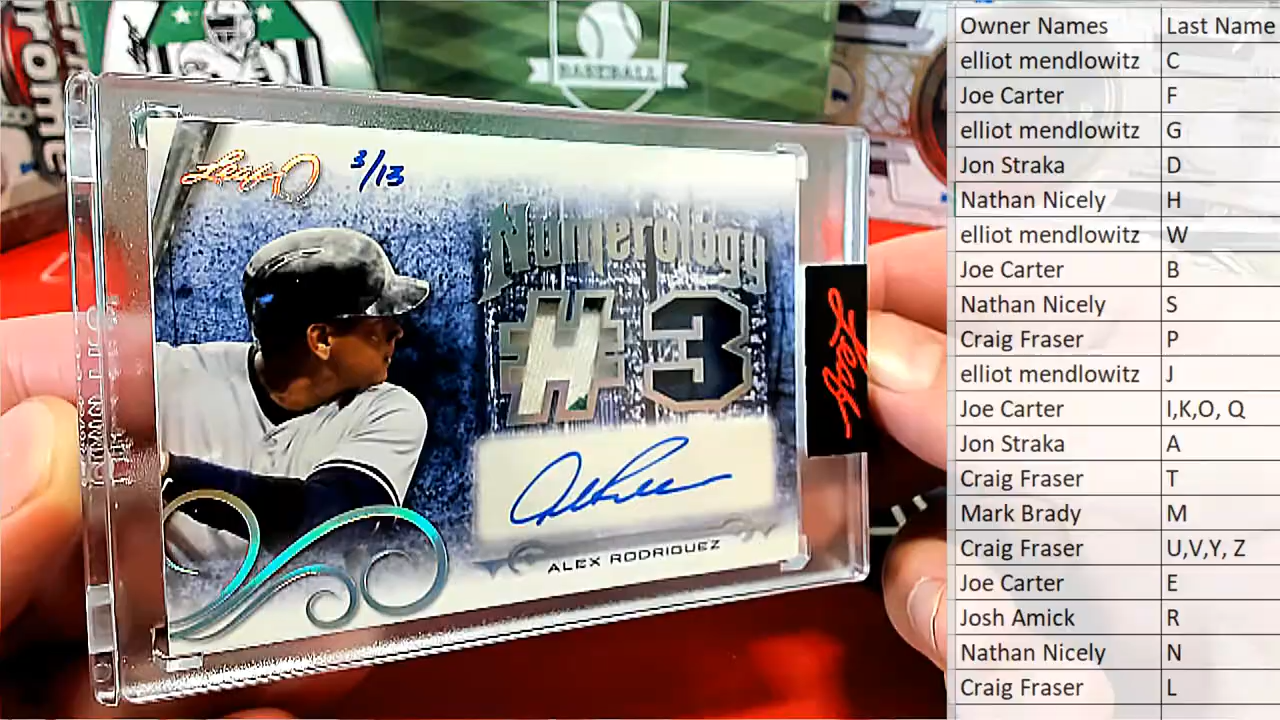 BASEBALL
Leaf
3/13
Numerology
#3
Leaf
ALEX RODRIGUEZ
Owner Names Last Name
elliot mendlowitz C
Joe Carter F
elliot mendlowitz G
Jon Straka D
Nathan Nicely H
elliot mendlowitz W
Joe Carter B
Nathan Nicely S
Craig Fraser P
elliot mendlowitz J
Joe Carter I,K,O, Q
Jon Straka A
Craig Fraser T
Mark Brady M
Craig Fraser U,V,Y, Z
Joe Carter E
Josh Amick R
Nathan Nicely N
Craig Fraser L